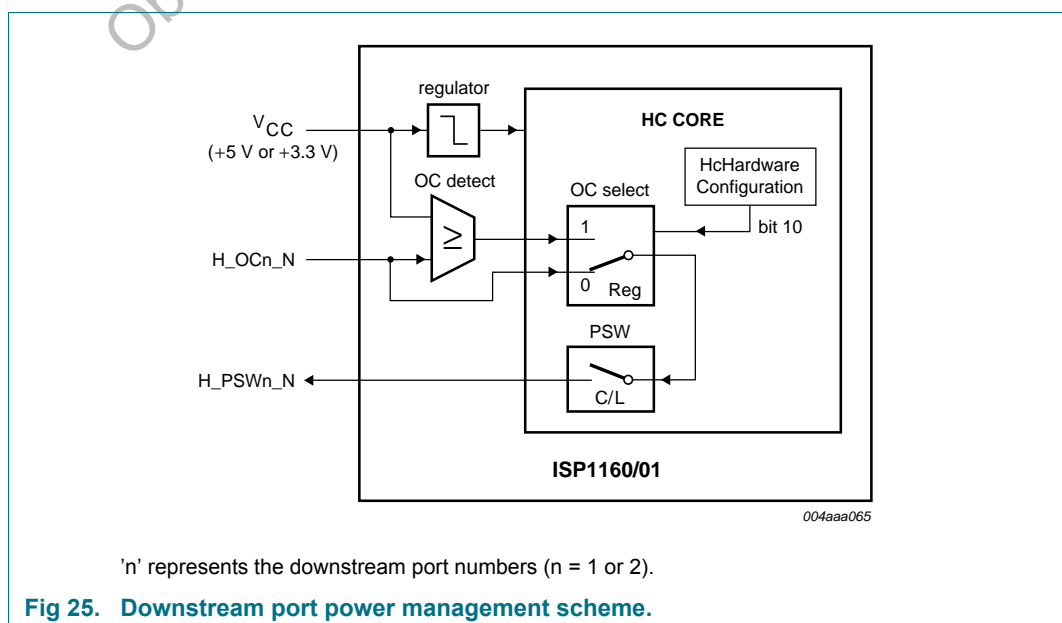 regulator
HC CORE
VCC
(+5 V or +3.3 V)
HcHardware
Configuration
OC detect
OC select
bit 10
1
≥
H_OCn_N
0
Reg
PSW
H_PSWn_N
C/L
ISP1160/01
004aaa065
'n' represents the downstream port numbers (n = 1 or 2).
Fig 25. Downstream port power management scheme.